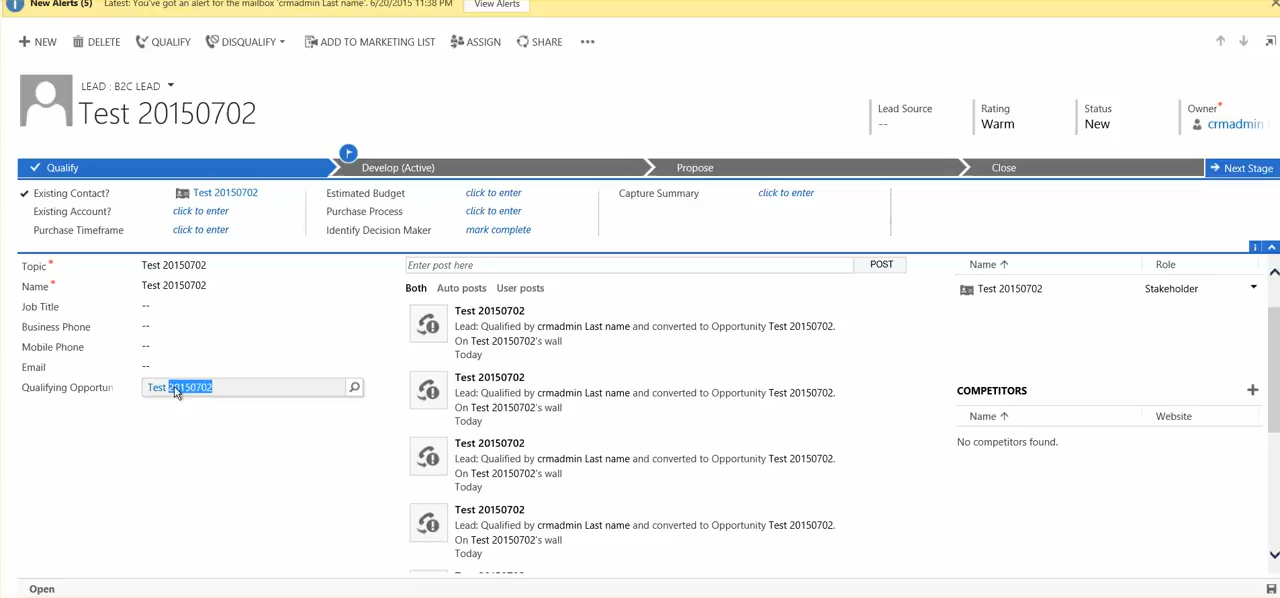 New Alerts (5) Latest: You've got an alert for the mailbox 'crmadmin Last name'. 6/20/2015 11:38 PM View Alerts
NEW DELETE QUALIFY DISQUALIFY ADD TO MARKETING LIST ASSIGN SHARE
LEAD : B2C LEAD
Test 20150702
Lead Source Rating Status Owner*
-- Warm New crmadmin
Qualify Develop (Active) Propose Close Next Stage
Existing Contact? Test 20150702 Estimated Budget click to enter Capture Summary click to enter
Existing Account? click to enter Purchase Process click to enter
Purchase Timeframe click to enter Identify Decision Maker mark complete
Topic* Test 20150702
Name* Test 20150702
Job Title --
Business Phone --
Mobile Phone --
Email --
Qualifying Opportun Test 20150702
Enter post here POST
Both Auto posts User posts
Test 20150702
Lead: Qualified by crmadmin Last name and converted to Opportunity Test 20150702.
On Test 20150702's wall
Today
Test 20150702
Lead: Qualified by crmadmin Last name and converted to Opportunity Test 20150702.
On Test 20150702's wall
Today
Test 20150702
Lead: Qualified by crmadmin Last name and converted to Opportunity Test 20150702.
On Test 20150702's wall
Today
Test 20150702
Lead: Qualified by crmadmin Last name and converted to Opportunity Test 20150702.
On Test 20150702's wall
Today
Name Role
Test 20150702 Stakeholder
COMPETITORS
Name Website
No competitors found.
Open